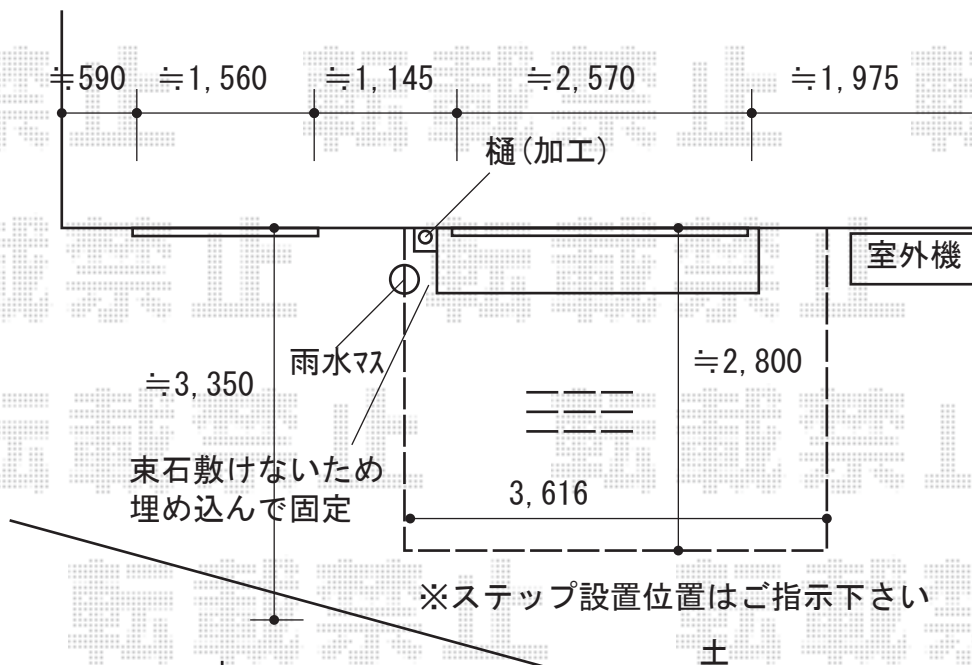 ≒590 ≒1,560 ≒1,145 ≒2,570 ≒1,975
樋(加工)
室外機
雨水ﾏｽ
≒3,350
≒2,800
束石敷けないため
埋め込んで固定
3,616
※ステップ設置位置はご指示下さい
土